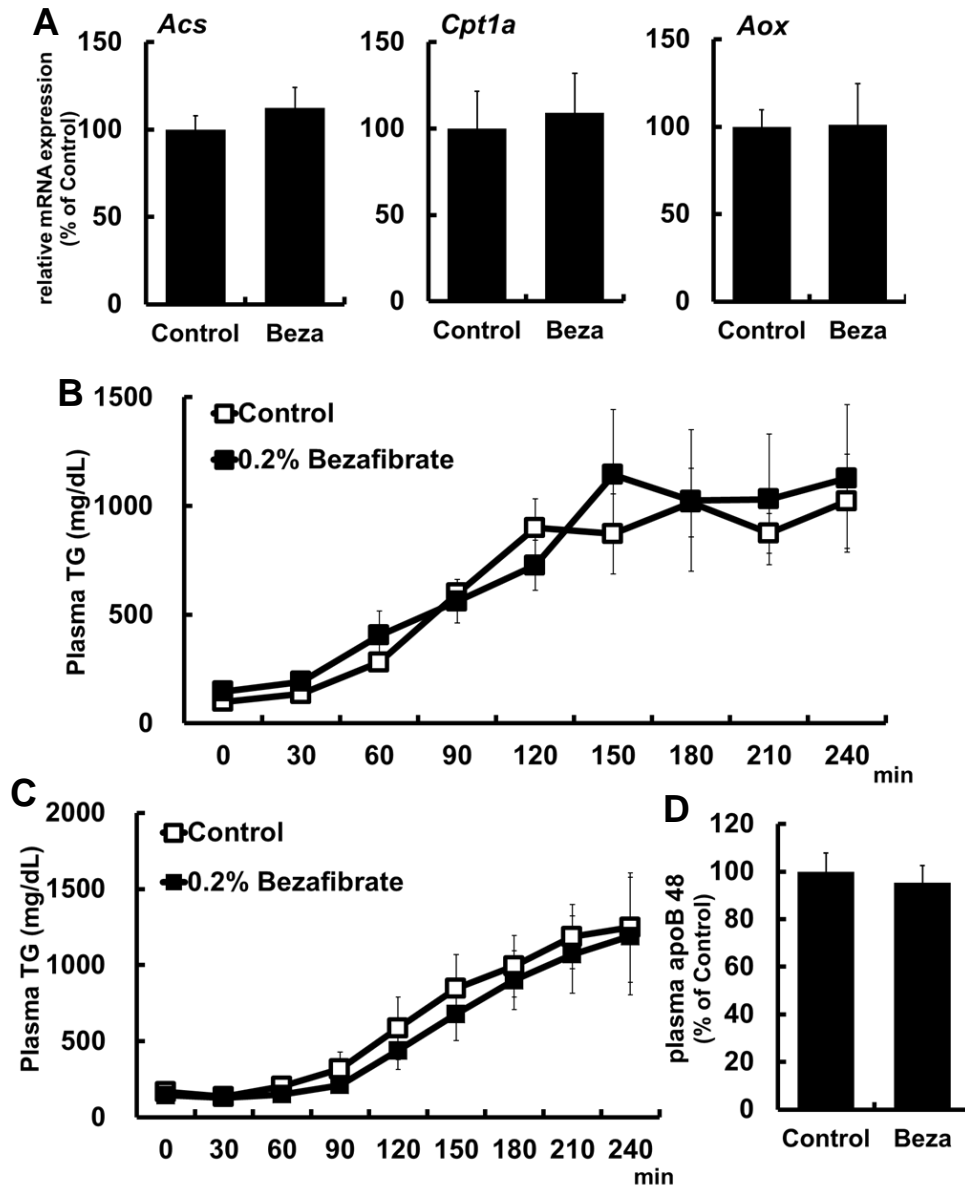 A
Acs
Cpt1a
Aox
relative mRNA expression
(% of Control)
150
100
50
0
Control Beza
150
100
50
0
Control Beza
150
100
50
0
Control Beza
B
Plasma TG (mg/dL)
1500
1000
500
0
Control
0.2% Bezafibrate
0 30 60 90 120 150 180 210 240
min
C
Plasma TG (mg/dL)
2000
1500
1000
500
0
Control
0.2% Bezafibrate
0 30 60 90 120 150 180 210 240
min
D
plasma apoB 48
(% of Control)
120
100
80
60
40
20
0
Control Beza